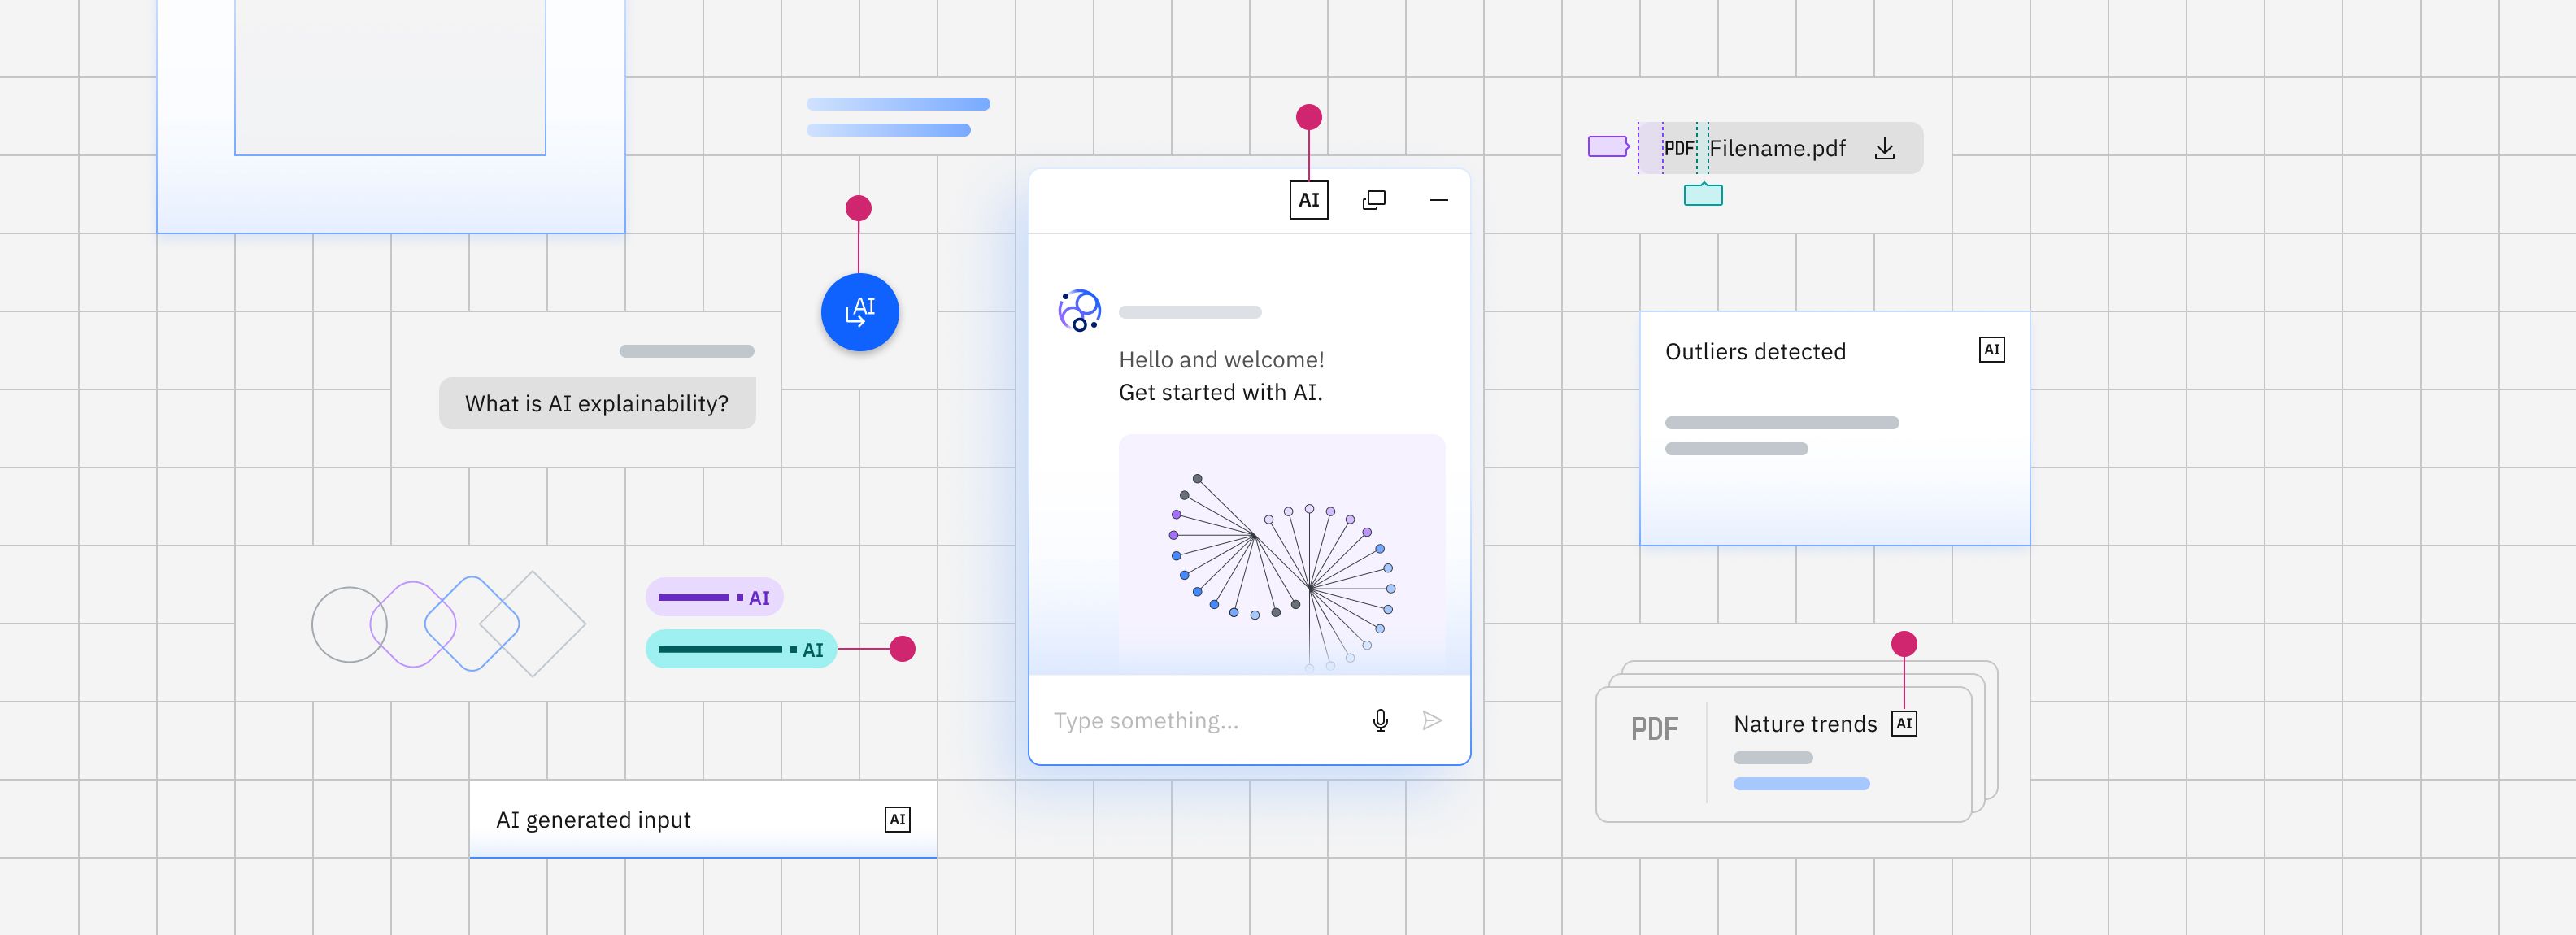 AI
PDF Filename.pdf
AI
What is AI explainability?
Hello and welcome!
Get started with AI.
Outliers detected AI
AI
AI
Type something...
PDF Nature trends AI
AI generated input AI